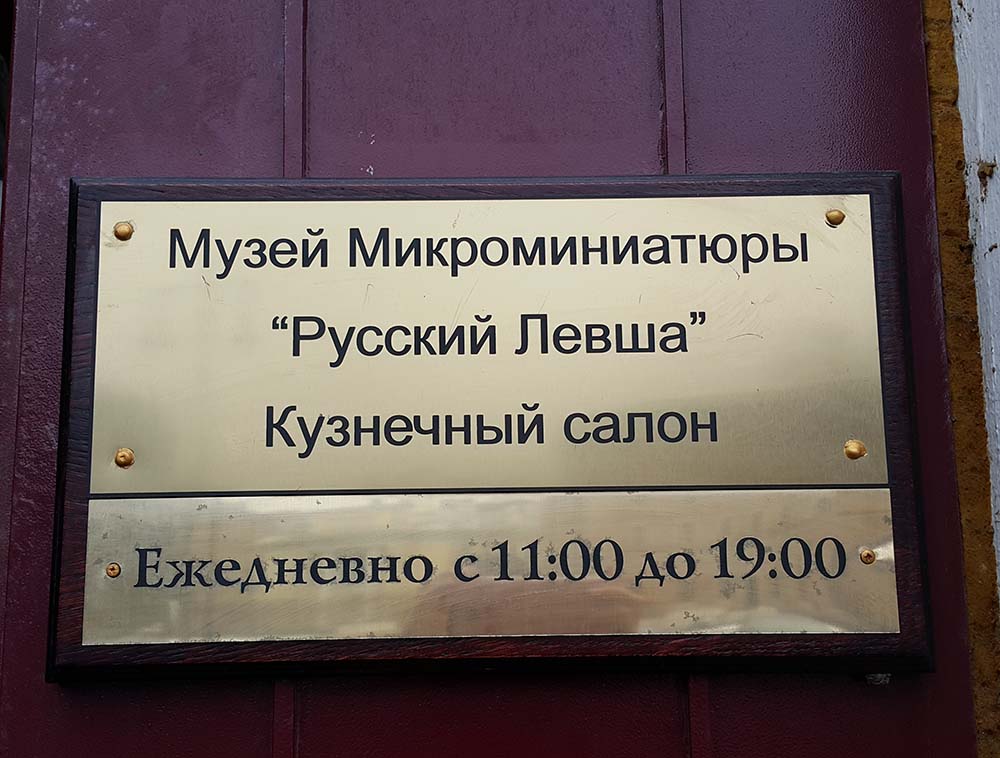 Музей Микроминиатюры
“Русский Левша”
Кузнечный салон
Ежедневно с 11:00 до 19:00